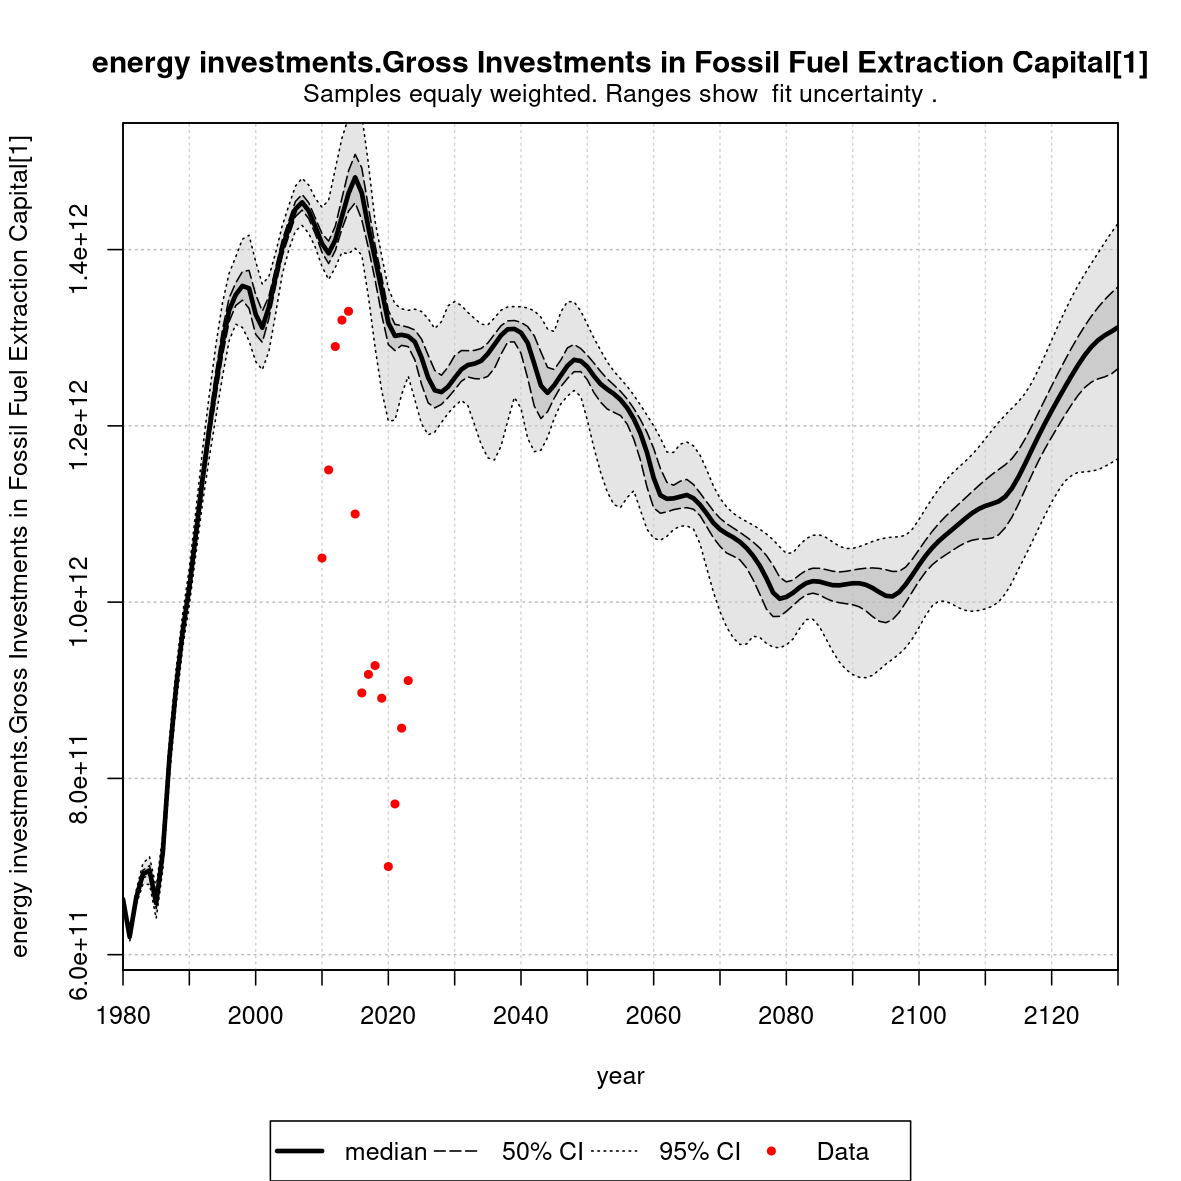 energy investments.Gross Investments in Fossil Fuel Extraction Capital[1]
Samples equaly weighted. Ranges show  fit uncertainty .
energy investments.Gross Investments in Fossil Fuel Extraction Capital[1]
1.4e+12
1.2e+12
1.0e+12
8.0e+11
6.0e+11
1980 2000 2020 2040 2060 2080 2100 2120
year
median 50% CI 95% CI Data